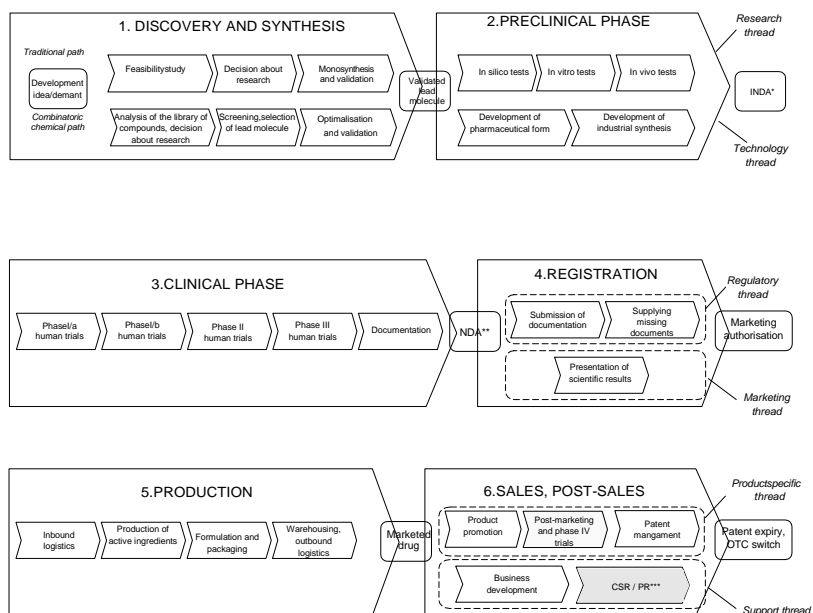 1. DISCOVERY AND SYNTHESIS
Traditional path
Development
idea/demant
Combinatoric
chemical path
Feasibilitystudy
Decision about
research
Monosynthesis
and validation
Analysis of the library of
compounds, decision
about research
Screening,selection
of lead molecule
Optimalisation
and validation
Validated
lead
molecule
2.PRECLINICAL PHASE
In silico tests
In vitro tests
In vivo tests
Development of
pharmaceutical form
Development of
industrial synthesis
Research
thread
INDA*
Technology
thread
3.CLINICAL PHASE
PhaseI/a
human trials
PhaseI/b
human trials
Phase II
human trials
Phase III
human trials
Documentation
NDA**
4.REGISTRATION
Submission of
documentation
Supplying
missing
documents
Presentation of
scientific results
Regulatory
thread
Marketing
authorisation
Marketing
thread
5.PRODUCTION
Inbound
logistics
Production of
active ingredients
Formulation and
packaging
Warehousing,
outbound
logistics
Marketed
drug
6.SALES, POST-SALES
Product
promotion
Post-marketing
and phase IV
trials
Patent
mangament
Business
development
CSR / PR***
Productspecific
thread
Patent expiry,
OTC switch
Support thread